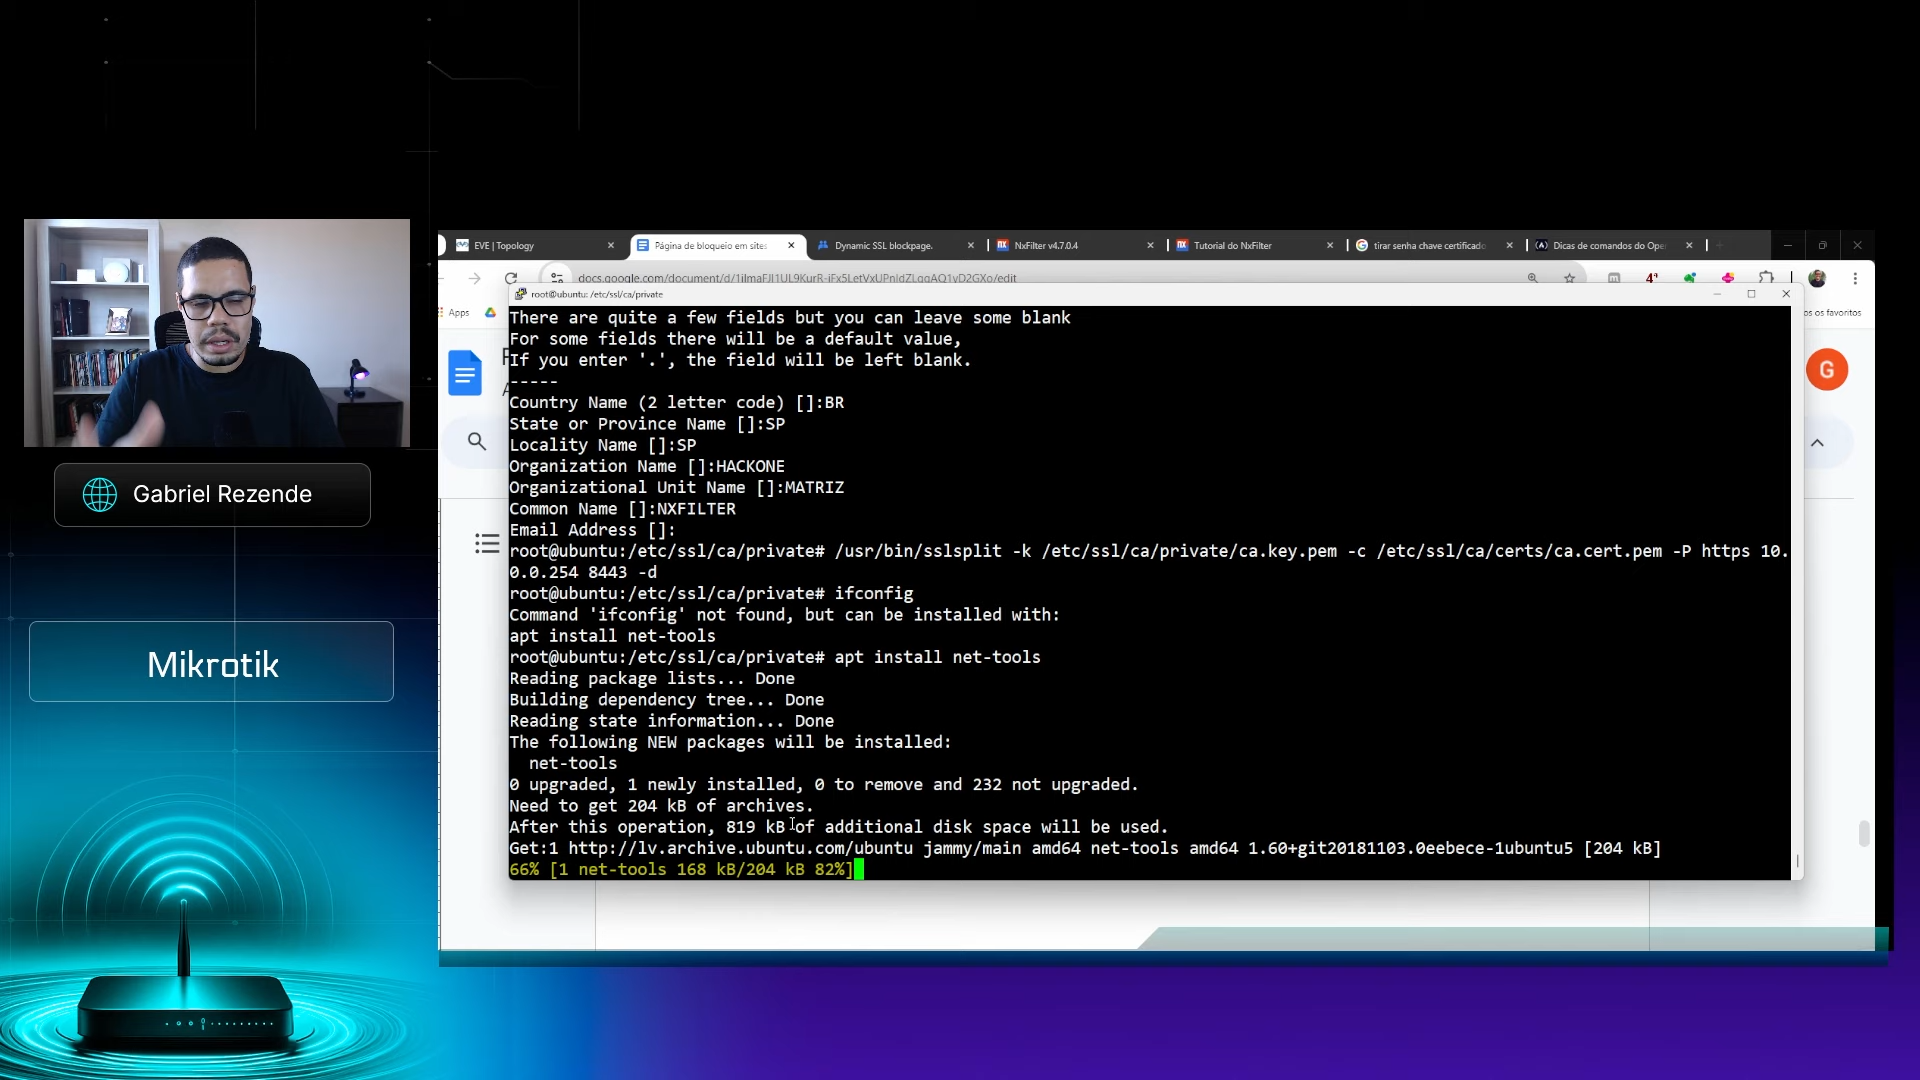 EVE | Topology
Página de bloqueio em sites
Dynamic SSL blockpage.
NxFilter v4.7.0.4
Tutorial do NxFilter
tirar senha chave certificado
Dicas de comandos do Ope
Apps
os os favoritos
G
root@ubuntu: /etc/ssl/ca/private
There are quite a few fields but you can leave some blank
For some fields there will be a default value,
If you enter '.', the field will be left blank.
-----
Country Name (2 letter code) []:BR
State or Province Name []:SP
Locality Name []:SP
Organization Name []:HACKONE
Organizational Unit Name []:MATRIZ
Common Name []:NXFILTER
Email Address []:
root@ubuntu:/etc/ssl/ca/private# /usr/bin/sslsplit -k /etc/ssl/ca/private/ca.key.pem -c /etc/ssl/ca/certs/ca.cert.pem -P https 10.
0.0.254 8443 -d
root@ubuntu:/etc/ssl/ca/private# ifconfig
Command 'ifconfig' not found, but can be installed with:
apt install net-tools
root@ubuntu:/etc/ssl/ca/private# apt install net-tools
Reading package lists... Done
Building dependency tree... Done
Reading state information... Done
The following NEW packages will be installed:
net-tools
0 upgraded, 1 newly installed, 0 to remove and 232 not upgraded.
Need to get 204 kB of archives.
After this operation, 819 kB of additional disk space will be used.
Get:1 http://lv.archive.ubuntu.com/ubuntu jammy/main amd64 net-tools amd64 1.60+git20181103.0eebece-1ubuntu5 [204 kB]
66% [1 net-tools 168 kB/204 kB 82%]
Gabriel Rezende
Mikrotik